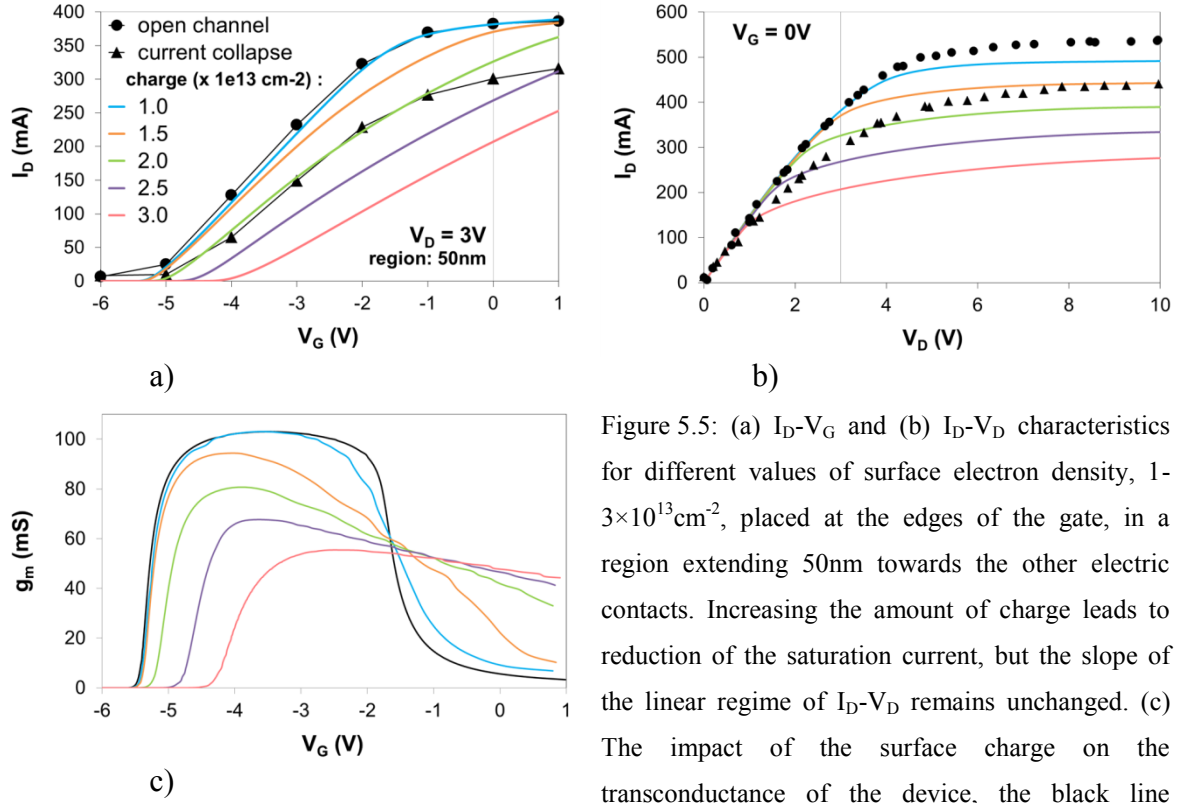 400
350
300
250
200
150
100
50
0
I_D (mA)
open channel
current collapse
charge (x 1e13 cm-2) :
1.0
1.5
2.0
2.5
3.0
V_D = 3V
region: 50nm
-6 -5 -4 -3 -2 -1 0 1
V_G (V)
a)
600
500
400
300
200
100
0
I_D (mA)
V_G = 0V
0 2 4 6 8 10
V_D (V)
b)
100
80
60
40
20
0
g_m (mS)
-6 -5 -4 -3 -2 -1 0 1
V_G (V)
c)
Figure 5.5: (a) I_D-V_G and (b) I_D-V_D characteristics
for different values of surface electron density, 1-
3×10^13cm^-2, placed at the edges of the gate, in a
region extending 50nm towards the other electric
contacts. Increasing the amount of charge leads to
reduction of the saturation current, but the slope of
the linear regime of I_D-V_D remains unchanged. (c)
The impact of the surface charge on the
transconductance of the device, the black line